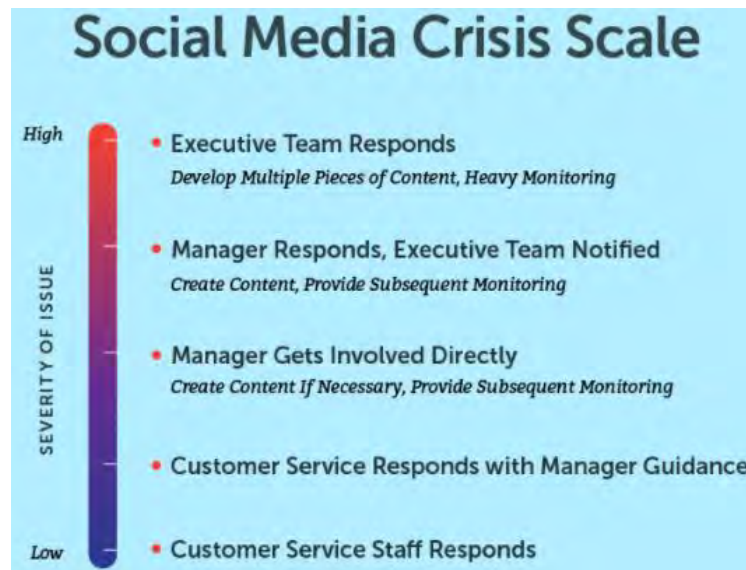 Social Media Crisis Scale
High
Executive Team Responds
Develop Multiple Pieces of Content, Heavy Monitoring
Manager Responds, Executive Team Notified
Create Content, Provide Subsequent Monitoring
SEVERITY OF ISSUE
Manager Gets Involved Directly
Create Content If Necessary, Provide Subsequent Monitoring
Customer Service Responds with Manager Guidance
Low
Customer Service Staff Responds